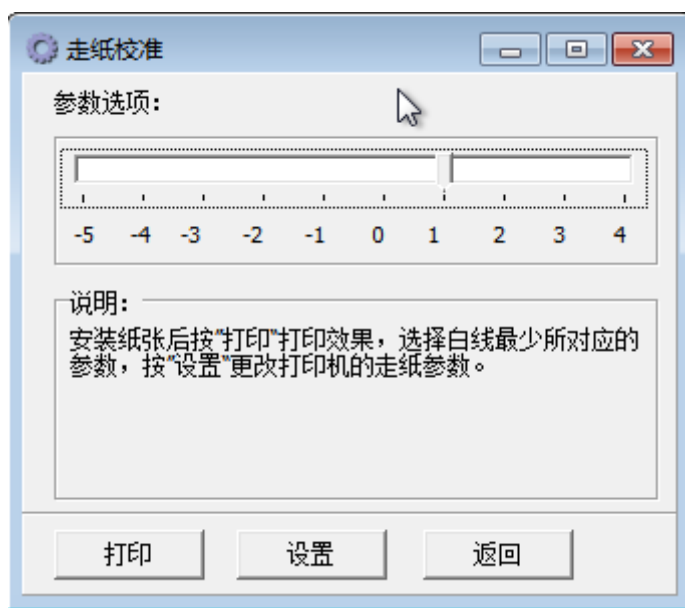 走纸校准
参数选项：
-5 -4 -3 -2 -1 0 1 2 3 4
说明：
安装纸张后按"打印"打印效果，选择白线最少所对应的
参数，按"设置"更改打印机的走纸参数。
打印 设置 返回